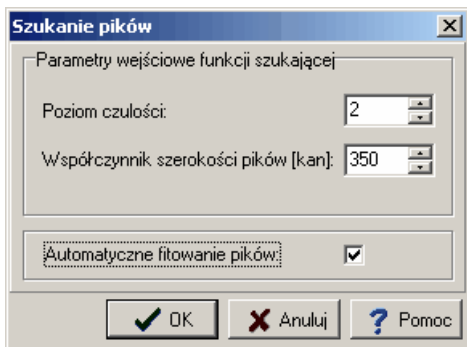 Szukanie pików
Parametry wejściowe funkcji szukającej
Poziom czulości: 2
Współczynnik szerokości pików [kan]: 350
Automatyczne fitowanie pików:
OK Anuluj Pomoc